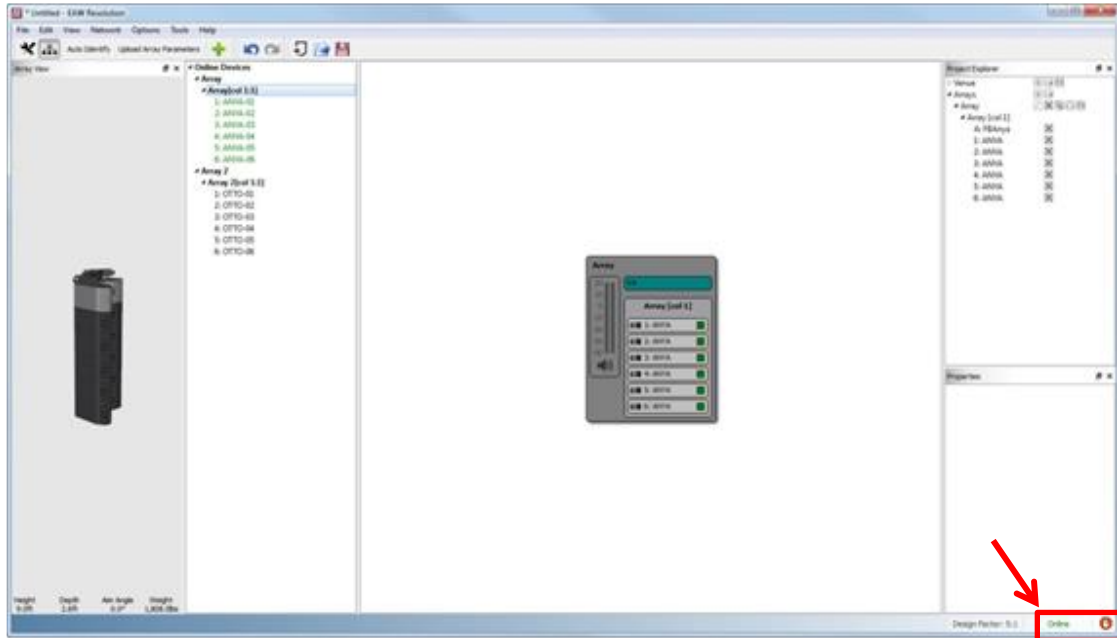 * Untitled - EAW Resolution
File Edit View Network Options Tools Help
Auto Identify Upload Array Parameters
Array View
Online Devices
Array
Array[col 1:1]
1: ANYA-01
2: ANYA-02
3: ANYA-03
4: ANYA-04
5: ANYA-05
6: ANYA-06
Array 2
Array 2[col 1:1]
1: OTTO-01
2: OTTO-02
3: OTTO-03
4: OTTO-04
5: OTTO-05
6: OTTO-06
Height Depth Aim Angle Weight
0.0°
Array
Array [col 1]
1: ANYA
2: ANYA
3: ANYA
4: ANYA
5: ANYA
6: ANYA
Project Explorer
Venue
Arrays
Array
Array [col 1]
1: ANYA
2: ANYA
3: ANYA
4: ANYA
5: ANYA
6: ANYA
Properties
Design Factor: 5:1 Online